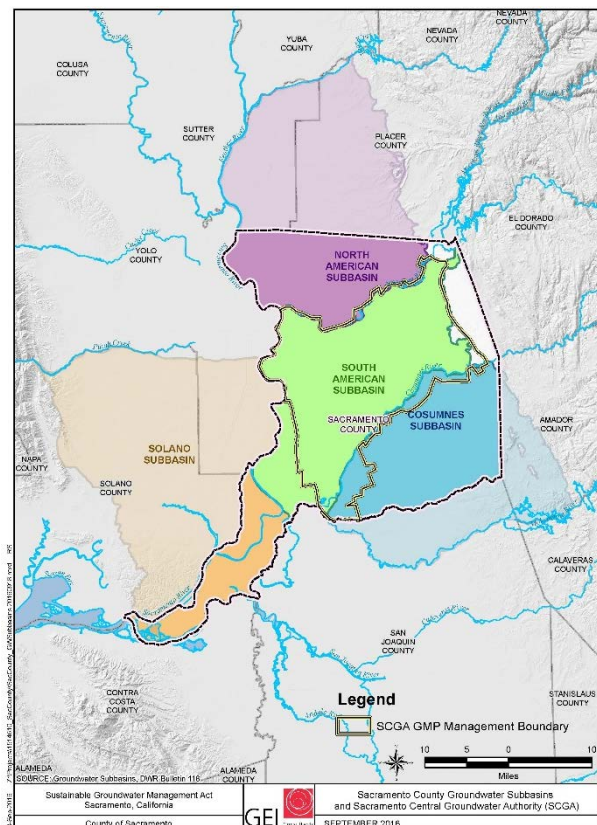 NEVADA
COUNTY
NEVADA
COUNTY
YUBA
COUNTY
COLUSA
COUNTY
SUTTER
COUNTY
PLACER
COUNTY
EL DORADO
COUNTY
YOLO
COUNTY
NORTH
AMERICAN
SUBBASIN
SOUTH
AMERICAN
SUBBASIN
SACRAMENTO
COUNTY
COSUMNES
SUBBASIN
AMADOR
COUNTY
SOLANO
SUBBASIN
NAPA
COUNTY
SOLANO
COUNTY
Sacramento River
CALAVERAS
COUNTY
SAN
JOAQUIN
COUNTY
STANISLAUS
COUNTY
CONTRA
COSTA
COUNTY
Legend
SCGA GMP Management Boundary
10 5 0 10
Miles
ALAMEDA
ALAMEDA
COUNTY
SOURCE: Groundwater Subbasins, DWR Bulletin 118
Sustainable Groundwater Management Act
Sacramento, California
County of Sacramento
GEI
Sacramento County Groundwater Subbasins
and Sacramento Central Groundwater Authority (SCGA)
SEPTEMBER 2016